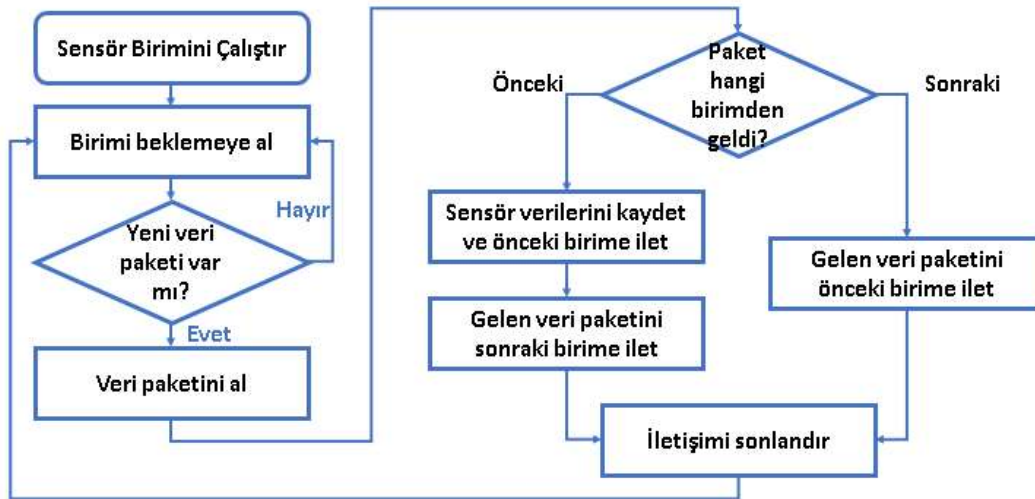 Sensör Birimini Çalıştır
Birimi beklemeye al
Hayır
Yeni veri
paketi var
mı?
Evet
Veri paketini al
Paket
hangi
birimden
geldi?
Önceki
Sonraki
Sensör verilerini kaydet
ve önceki birime ilet
Gelen veri paketini
sonraki birime ilet
Gelen veri paketini
önceki birime ilet
İletişimi sonlandır